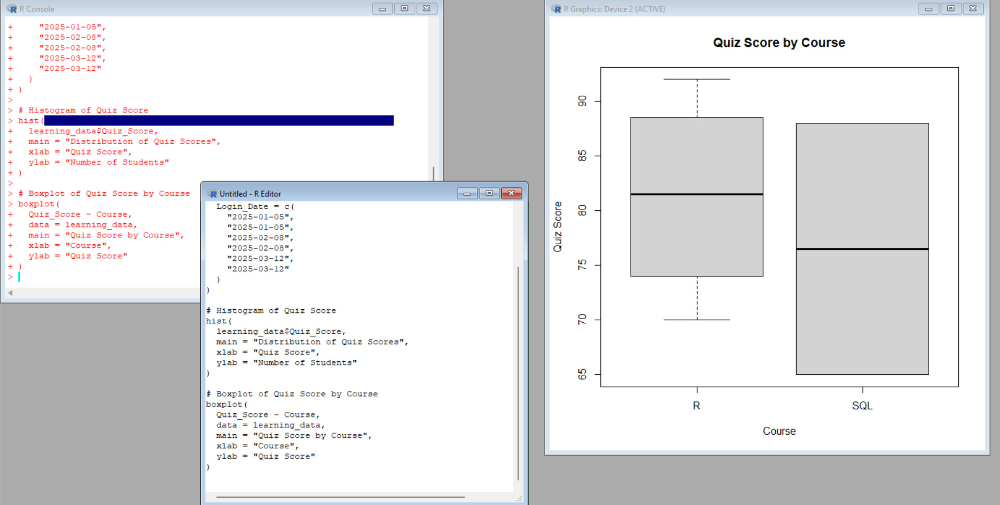 R Console
+     "2025-01-05",
+     "2025-02-08",
+     "2025-02-08",
+     "2025-03-12",
+     "2025-03-12"
+   )
+ )
>
> # Histogram of Quiz Score
> hist(
+   learning_data$Quiz_Score,
+   main = "Distribution of Quiz Scores",
+   xlab = "Quiz Score",
+   ylab = "Number of Students"
+ )
>
> # Boxplot of Quiz Score by Course
> boxplot(
+   Quiz_Score ~ Course,
+   data = learning_data,
+   main = "Quiz Score by Course",
+   xlab = "Course",
+   ylab = "Quiz Score"
+ )
>
Untitled - R Editor
  Login_Date = c(
    "2025-01-05",
    "2025-01-05",
    "2025-02-08",
    "2025-02-08",
    "2025-03-12",
    "2025-03-12"
  )
)
# Histogram of Quiz Score
hist(
  learning_data$Quiz_Score,
  main = "Distribution of Quiz Scores",
  xlab = "Quiz Score",
  ylab = "Number of Students"
)
# Boxplot of Quiz Score by Course
boxplot(
  Quiz_Score ~ Course,
  data = learning_data,
  main = "Quiz Score by Course",
  xlab = "Course",
  ylab = "Quiz Score"
)
R Graphics: Device 2 (ACTIVE)
Quiz Score by Course
Quiz Score
90
85
80
75
70
65
R
SQL
Course